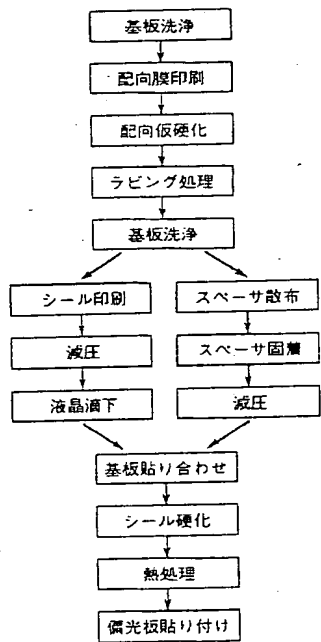 基板洗浄
配向膜印刷
配向仮硬化
ラビング処理
基板洗浄
シール印刷
スペーサ散布
減圧
スペーサ固着
液晶滴下
減圧
基板貼り合わせ
シール硬化
熱処理
偏光板貼り付け